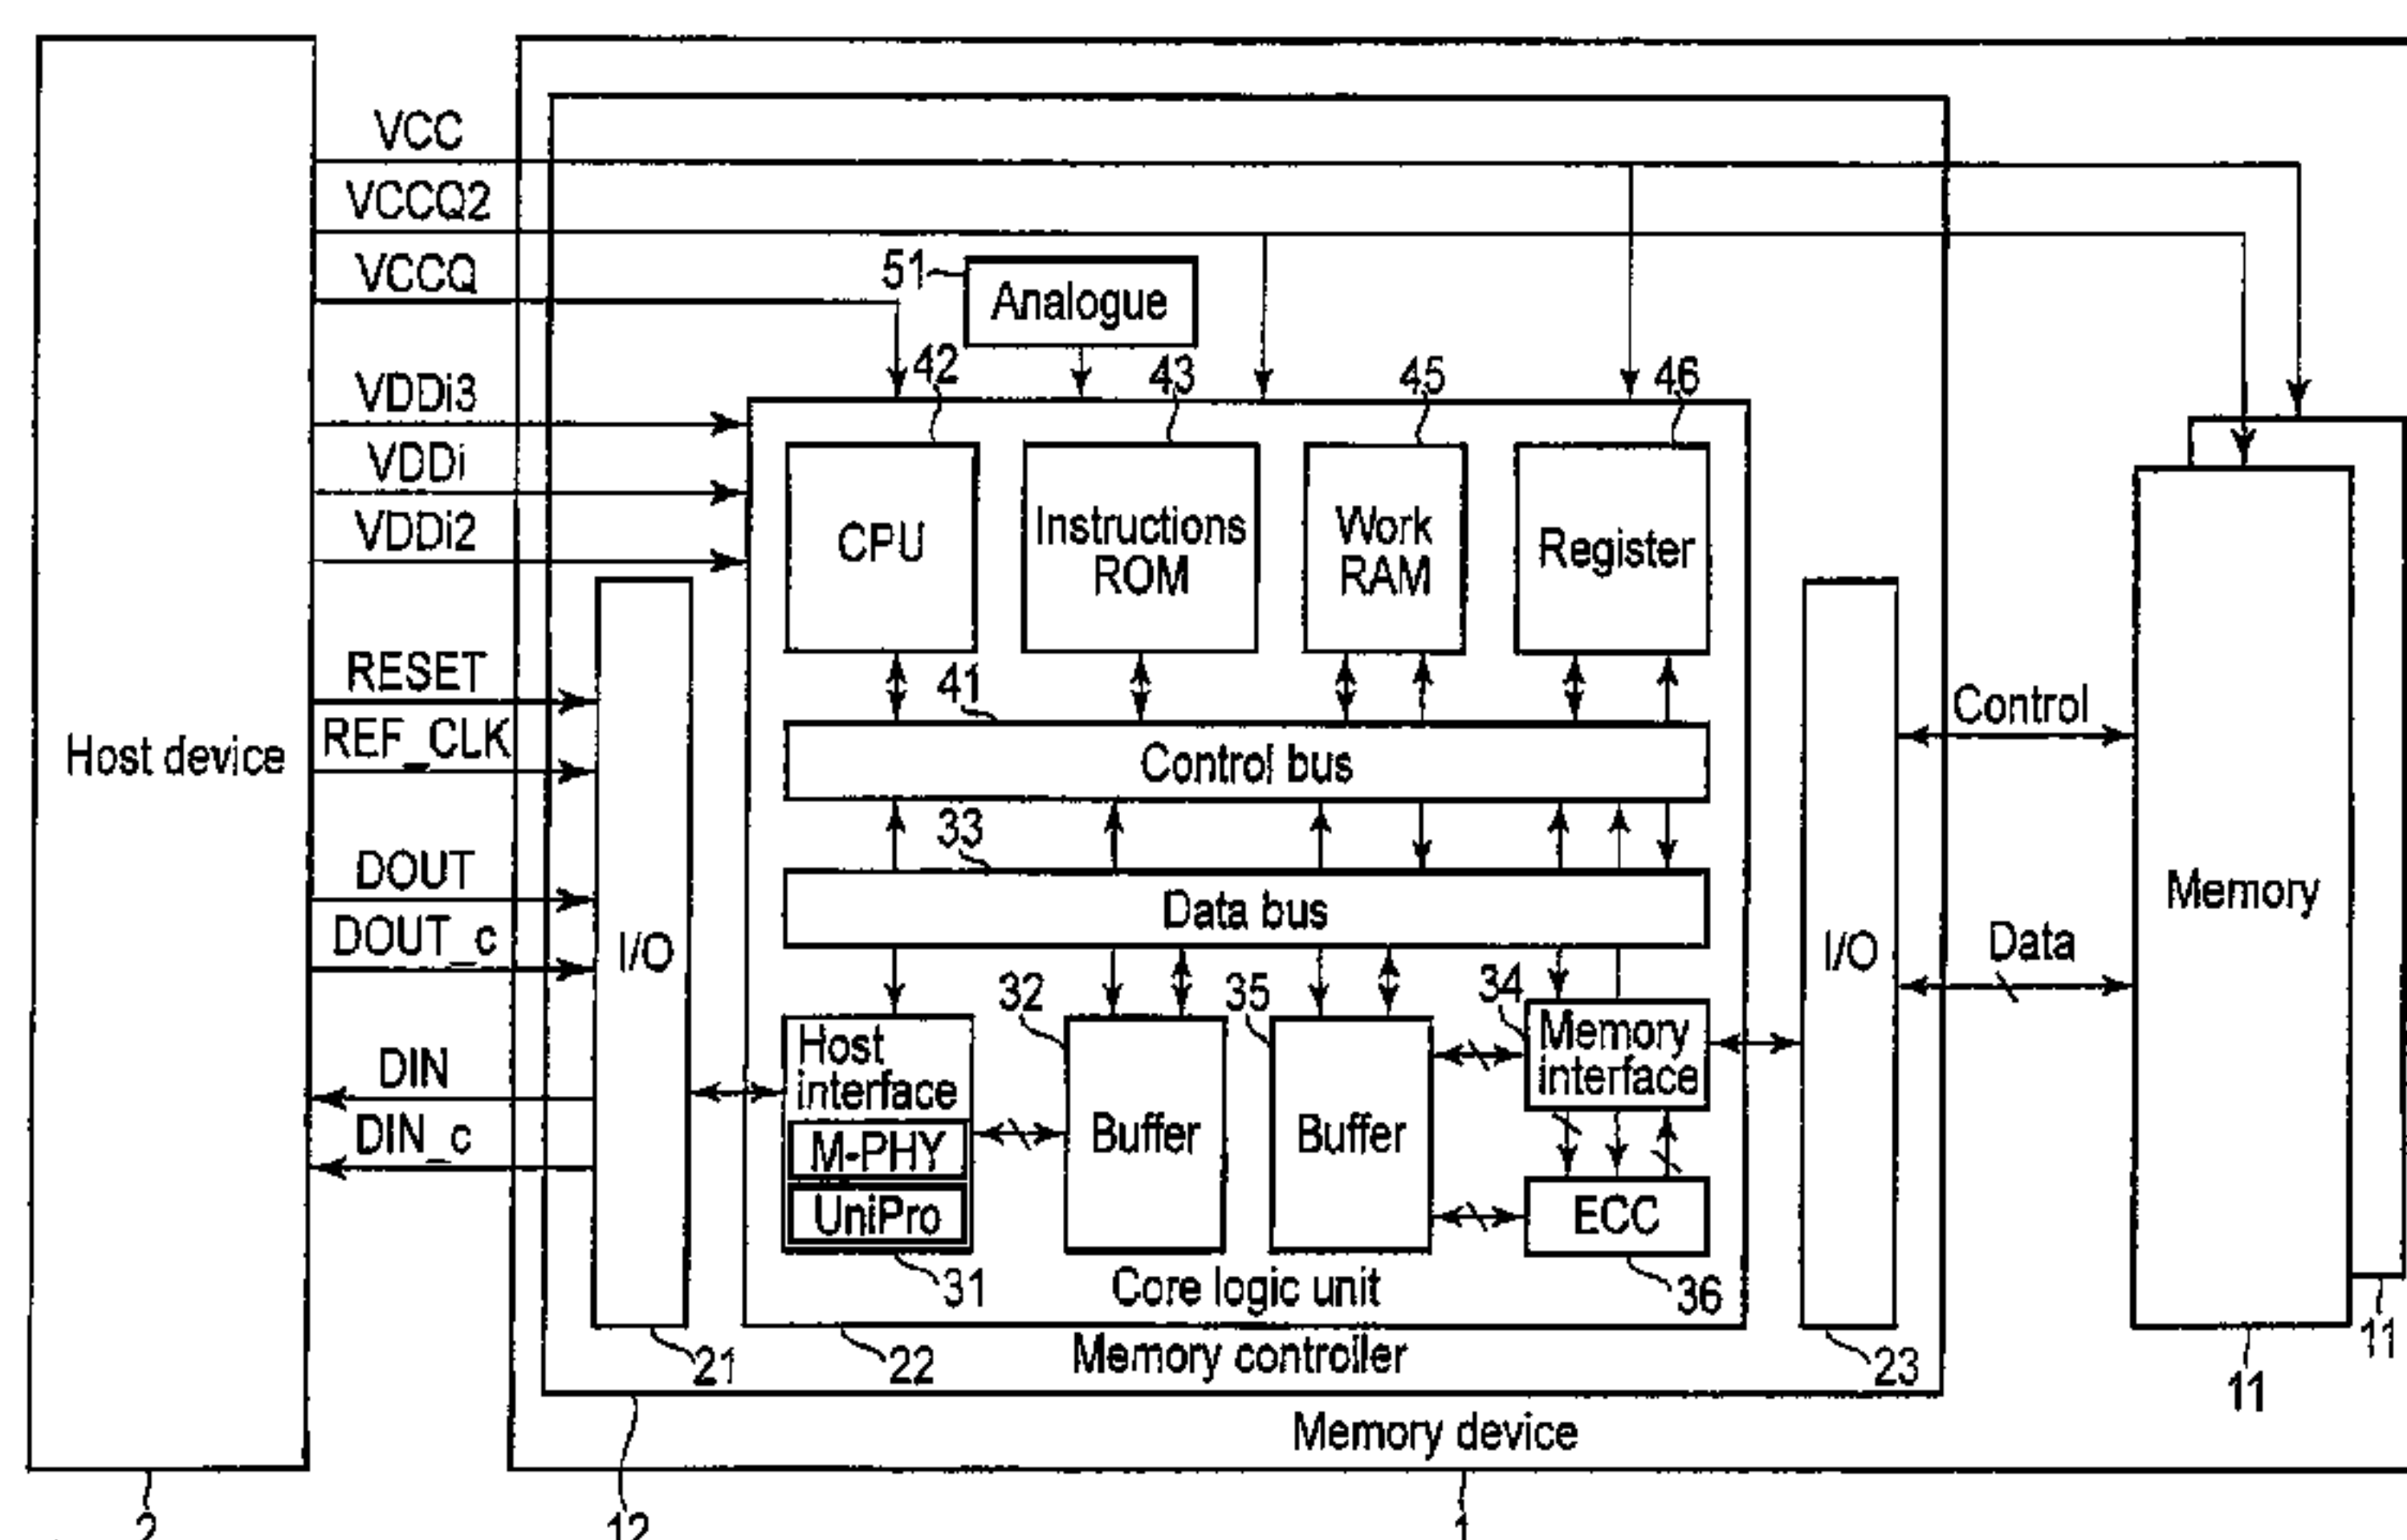 VCC
VCCQ2
VCCQ
51
Analogue
VDDi3
42
43
45
46
VDDi
VDDi2
CPU
Instructions
ROM
Work
RAM
Register
RESET
41
Control
REF_CLK
Host device
Control bus
33
DOUT
Data bus
Memory
DOUT_c
I/O
I/O
Data
32
35
34
DIN
Host
interface
Memory
interface
DIN_c
M-PHY
Buffer
Buffer
UniPro
ECC
31
Core logic unit
36
21
22
Memory controller
23
11
11
Memory device
2
12
1